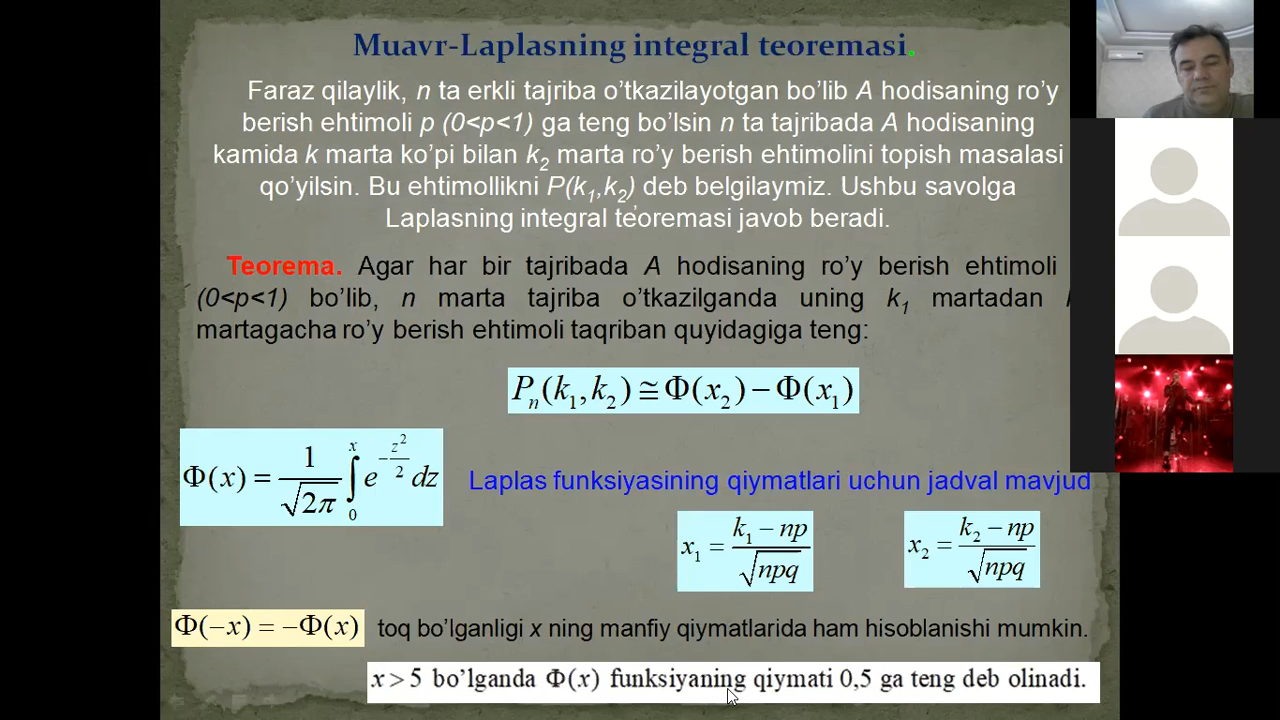 Muavr-Laplasning integral teoremasi.
Faraz qilaylik, n ta erkli tajriba o’tkazilayotgan bo’lib A hodisaning ro’y
berish ehtimoli p (0<p<1) ga teng bo’lsin n ta tajribada A hodisaning
kamida k marta ko’pi bilan k₂ marta ro’y berish ehtimolini topish masalasi
qo’yilsin. Bu ehtimollikni P(k₁,k₂) deb belgilaymiz. Ushbu savolga
Laplasning integral teoremasi javob beradi.
Teorema. Agar har bir tajribada A hodisaning ro’y berish ehtimoli
(0<p<1) bo’lib, n marta tajriba o’tkazilganda uning k₁ martadan
martagacha ro’y berish ehtimoli taqriban quyidagiga teng:
Pₙ(k₁,k₂) ≅ Φ(x₂) − Φ(x₁)
Φ(x) = 1/√(2π) ∫₀ˣ e^(−z²/2) dz
Laplas funksiyasining qiymatlari uchun jadval mavjud
x₁ = (k₁ − np)/√(npq)
x₂ = (k₂ − np)/√(npq)
Φ(−x) = −Φ(x) toq bo’lganligi x ning manfiy qiymatlarida ham hisoblanishi mumkin.
x > 5 bo’lganda Φ(x) funksiyaning qiymati 0,5 ga teng deb olinadi.